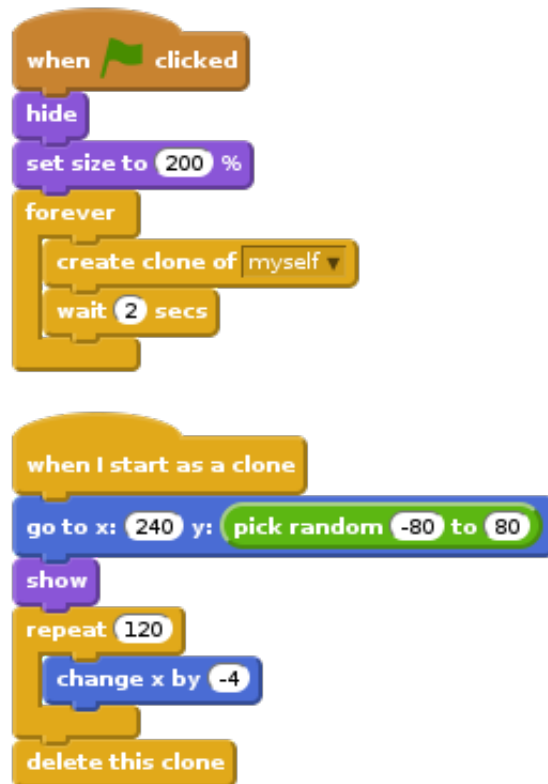 when clicked
hide
set size to 200 %
forever
create clone of myself
wait 2 secs
when I start as a clone
go to x: 240 y: pick random -80 to 80
show
repeat 120
change x by -4
delete this clone